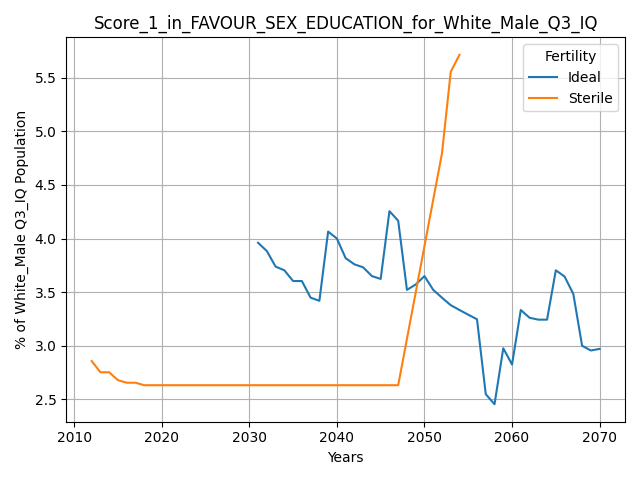 Score_1_in_FAVOUR_SEX_EDUCATION_for_White_Male_Q3_IQ
Fertility
Ideal
Sterile
% of White_Male Q3_IQ Population
5.5
5.0
4.5
4.0
3.5
3.0
2.5
2010 2020 2030 2040 2050 2060 2070
Years